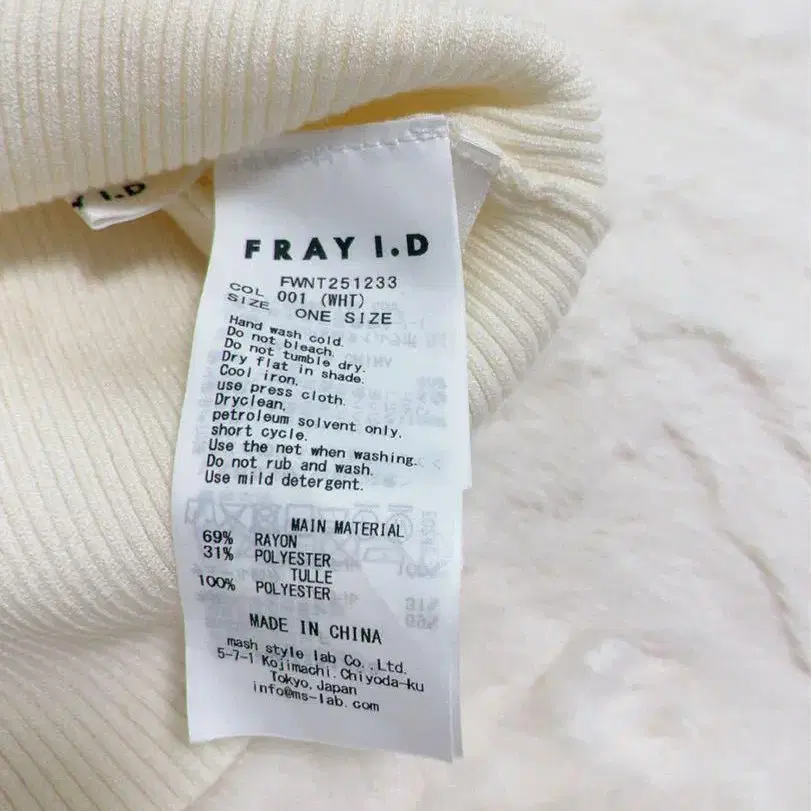 Y I.D
FRAY I.D
FWNT251233
COL 001 (WHT)
SIZE ONE SIZE
Hand wash cold.
Do not bleach.
Do not tumble dry.
Dry flat in shade.
Cool iron,
use press cloth.
Dryclean,
petroleum solvent only,
short cycle.
Use the net when washing.
Do not rub and wash.
Use mild detergent.
MAIN MATERIAL
69% RAYON
31% POLYESTER
TULLE
100% POLYESTER
MADE IN CHINA
mash style lab Co.,Ltd.
5-7-1 Kojimachi,Chiyoda-ku
Tokyo,Japan
info@ms-lab.com